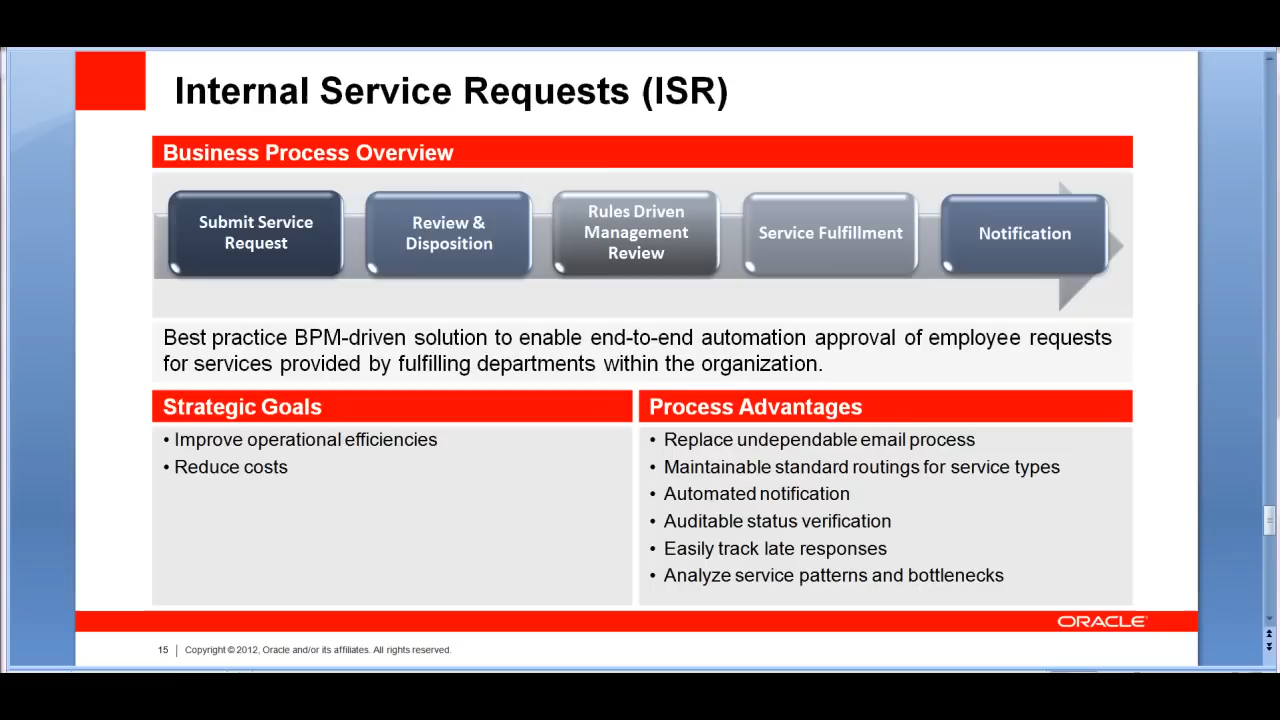 Internal Service Requests (ISR)
Business Process Overview
Submit Service
Request
Review &
Disposition
Rules Driven
Management
Review
Service Fulfillment
Notification
Best practice BPM-driven solution to enable end-to-end automation approval of employee requests
for services provided by fulfilling departments within the organization.
Strategic Goals
• Improve operational efficiencies
• Reduce costs
Process Advantages
• Replace undependable email process
• Maintainable standard routings for service types
• Automated notification
• Auditable status verification
• Easily track late responses
• Analyze service patterns and bottlenecks
ORACLE
15 | Copyright © 2012, Oracle and/or its affiliates. All rights reserved.